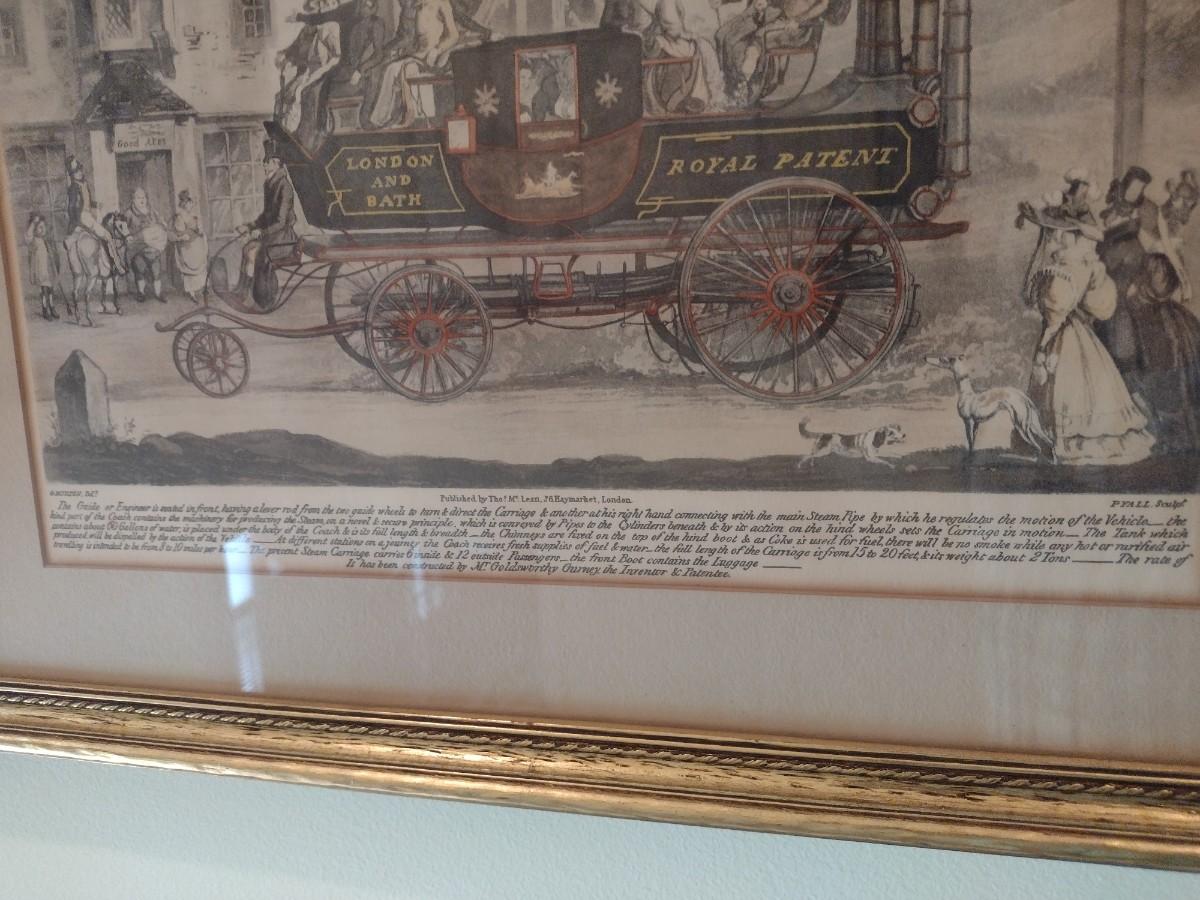 Good Ales
LONDON
AND
BATH
ROYAL PATENT
G MORTON, DELT
Published by Thos. Mc. Lean, 26 Haymarket, London.
PYALL Sculpt
The Guide or Engineer is seated in front, having a lever rod from the two guide wheels to turn & direct the Carriage & another at his right hand connecting with the main Steam Pipe by which he regulates the motion of the Vehicle — the
hind part of the Coach contains the machinery for producing the Steam, on a novel & secure principle, which is conveyed by Pipes to the Cylinders beneath & by its action on the hind wheels sets the Carriage in motion — The Tank which
contains about 60 Gallons of water, is placed under the body of the Coach & is its full length & breadth — the Chimneys are fixed on the top of the hind boot & as Coke is used for fuel, there will be no smoke while any hot or rarified air
produced will be dispelled by the action of the Vehicle — At different stations on a journey the Coach receives fresh supplies of fuel & water — the full length of the Carriage is from 15 to 20 feet, & its weight about 2 Tons — The rate of
travelling is intended to be from 8 to 10 miles per hour — The present Steam Carriage carries 6 inside & 12 outside Passengers — the front Boot contains the Luggage —
It has been constructed by Mr. Goldsworthy Gurney, the Inventor & Patentee.